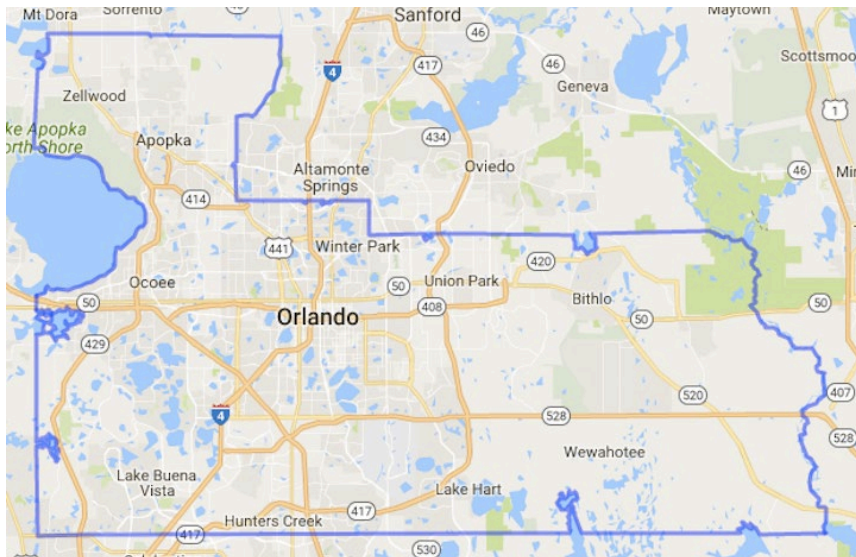 Mt Dora
Sorrento
Sanford
46
Maytown
4
417
46
46
Scottsmoo
Zellwood
Geneva
1
ke Apopka
orth Shore
Apopka
434
Altamonte
Springs
Oviedo
46
414
441
Winter Park
420
Ocoee
50
Union Park
Bithlo
50
50
Orlando
408
50
429
407
4
520
528
528
Wewahotee
Lake Buena
Vista
Lake Hart
Hunters Creek
417
417
530